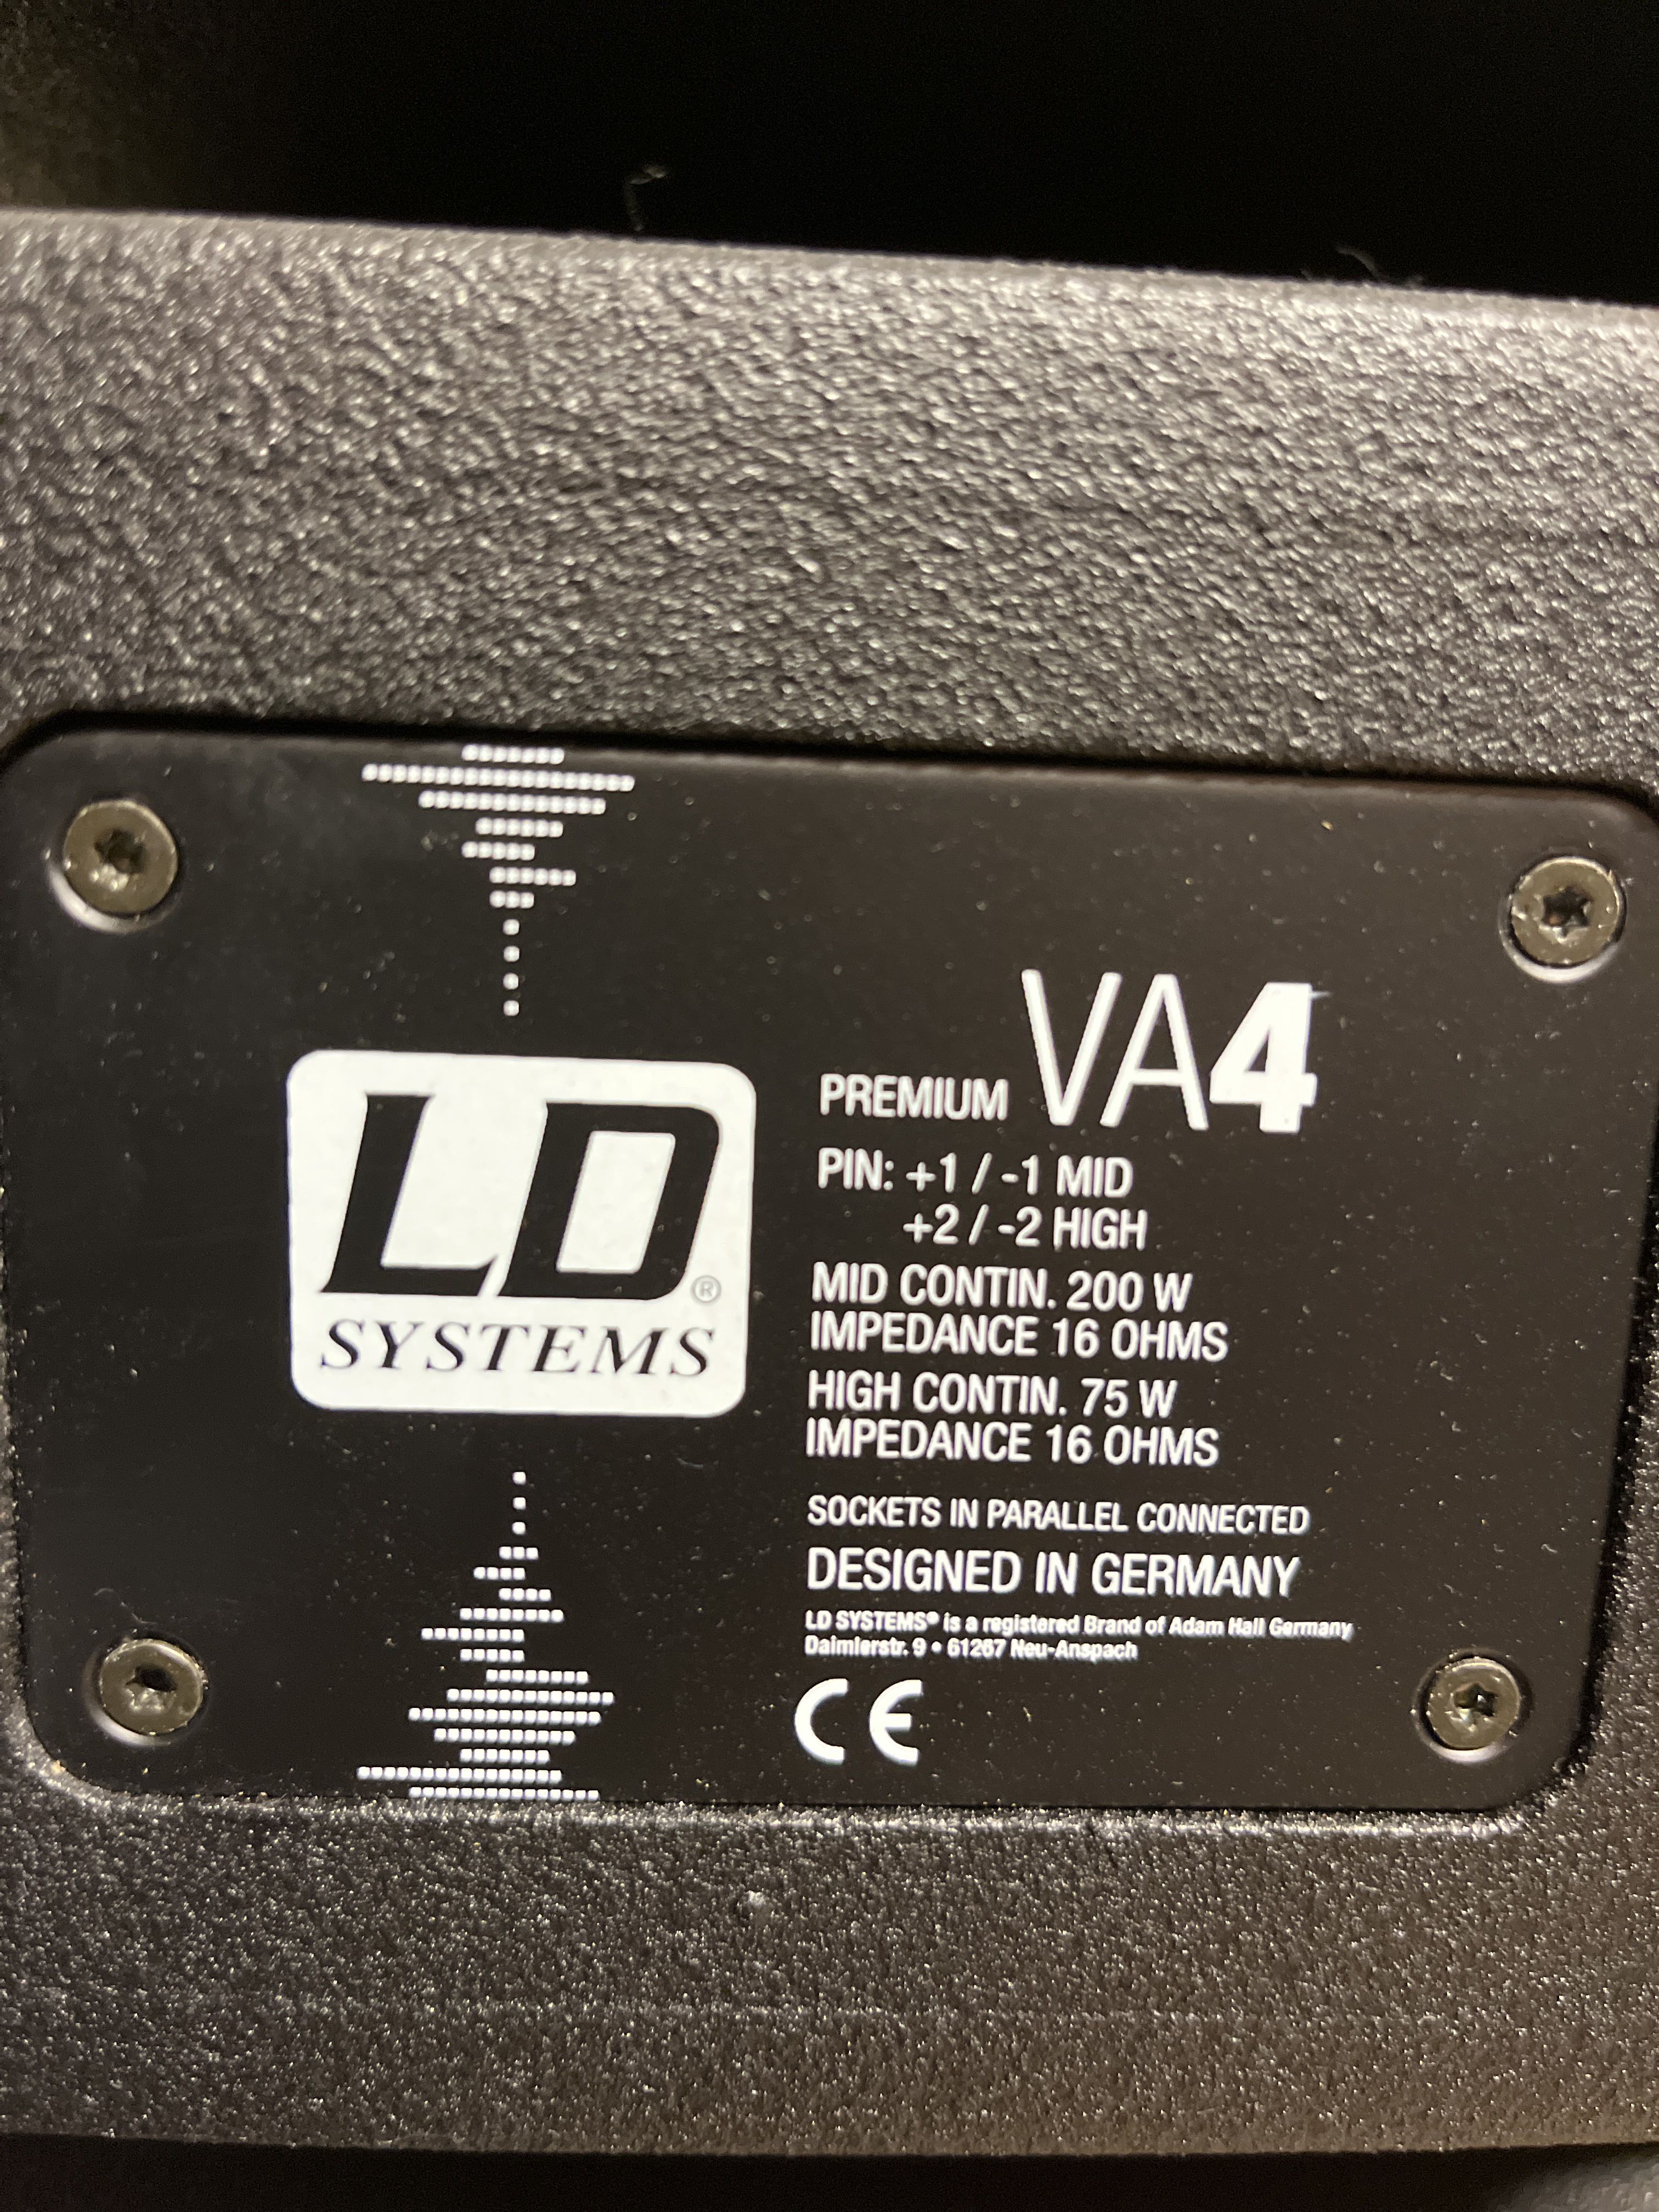 LD®
SYSTEMS
PREMIUM VA4
PIN: +1 / -1 MID
+2 / -2 HIGH
MID CONTIN. 200 W
IMPEDANCE 16 OHMS
HIGH CONTIN. 75 W
IMPEDANCE 16 OHMS
SOCKETS IN PARALLEL CONNECTED
DESIGNED IN GERMANY
LD SYSTEMS® is a registered Brand of Adam Hall Germany
Daimlerstr. 9 • 61267 Neu-Anspach
CE